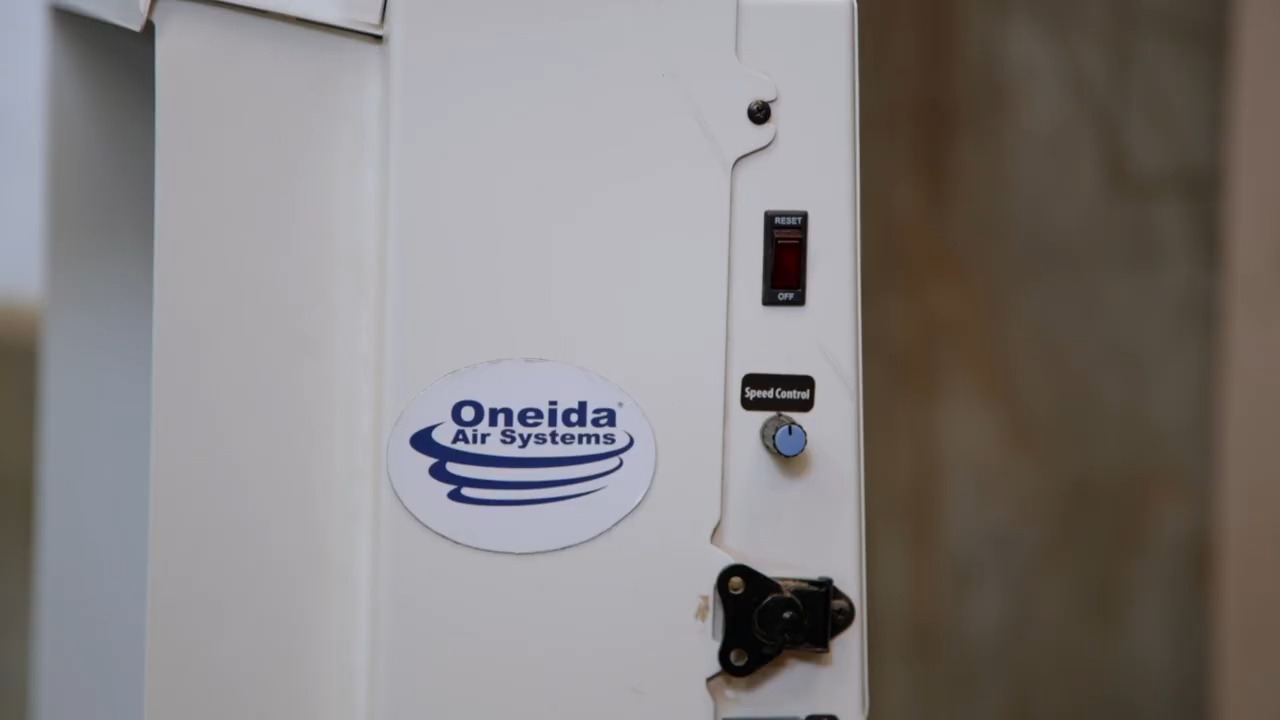 RESET
OFF
Speed Control
Oneida
Air Systems